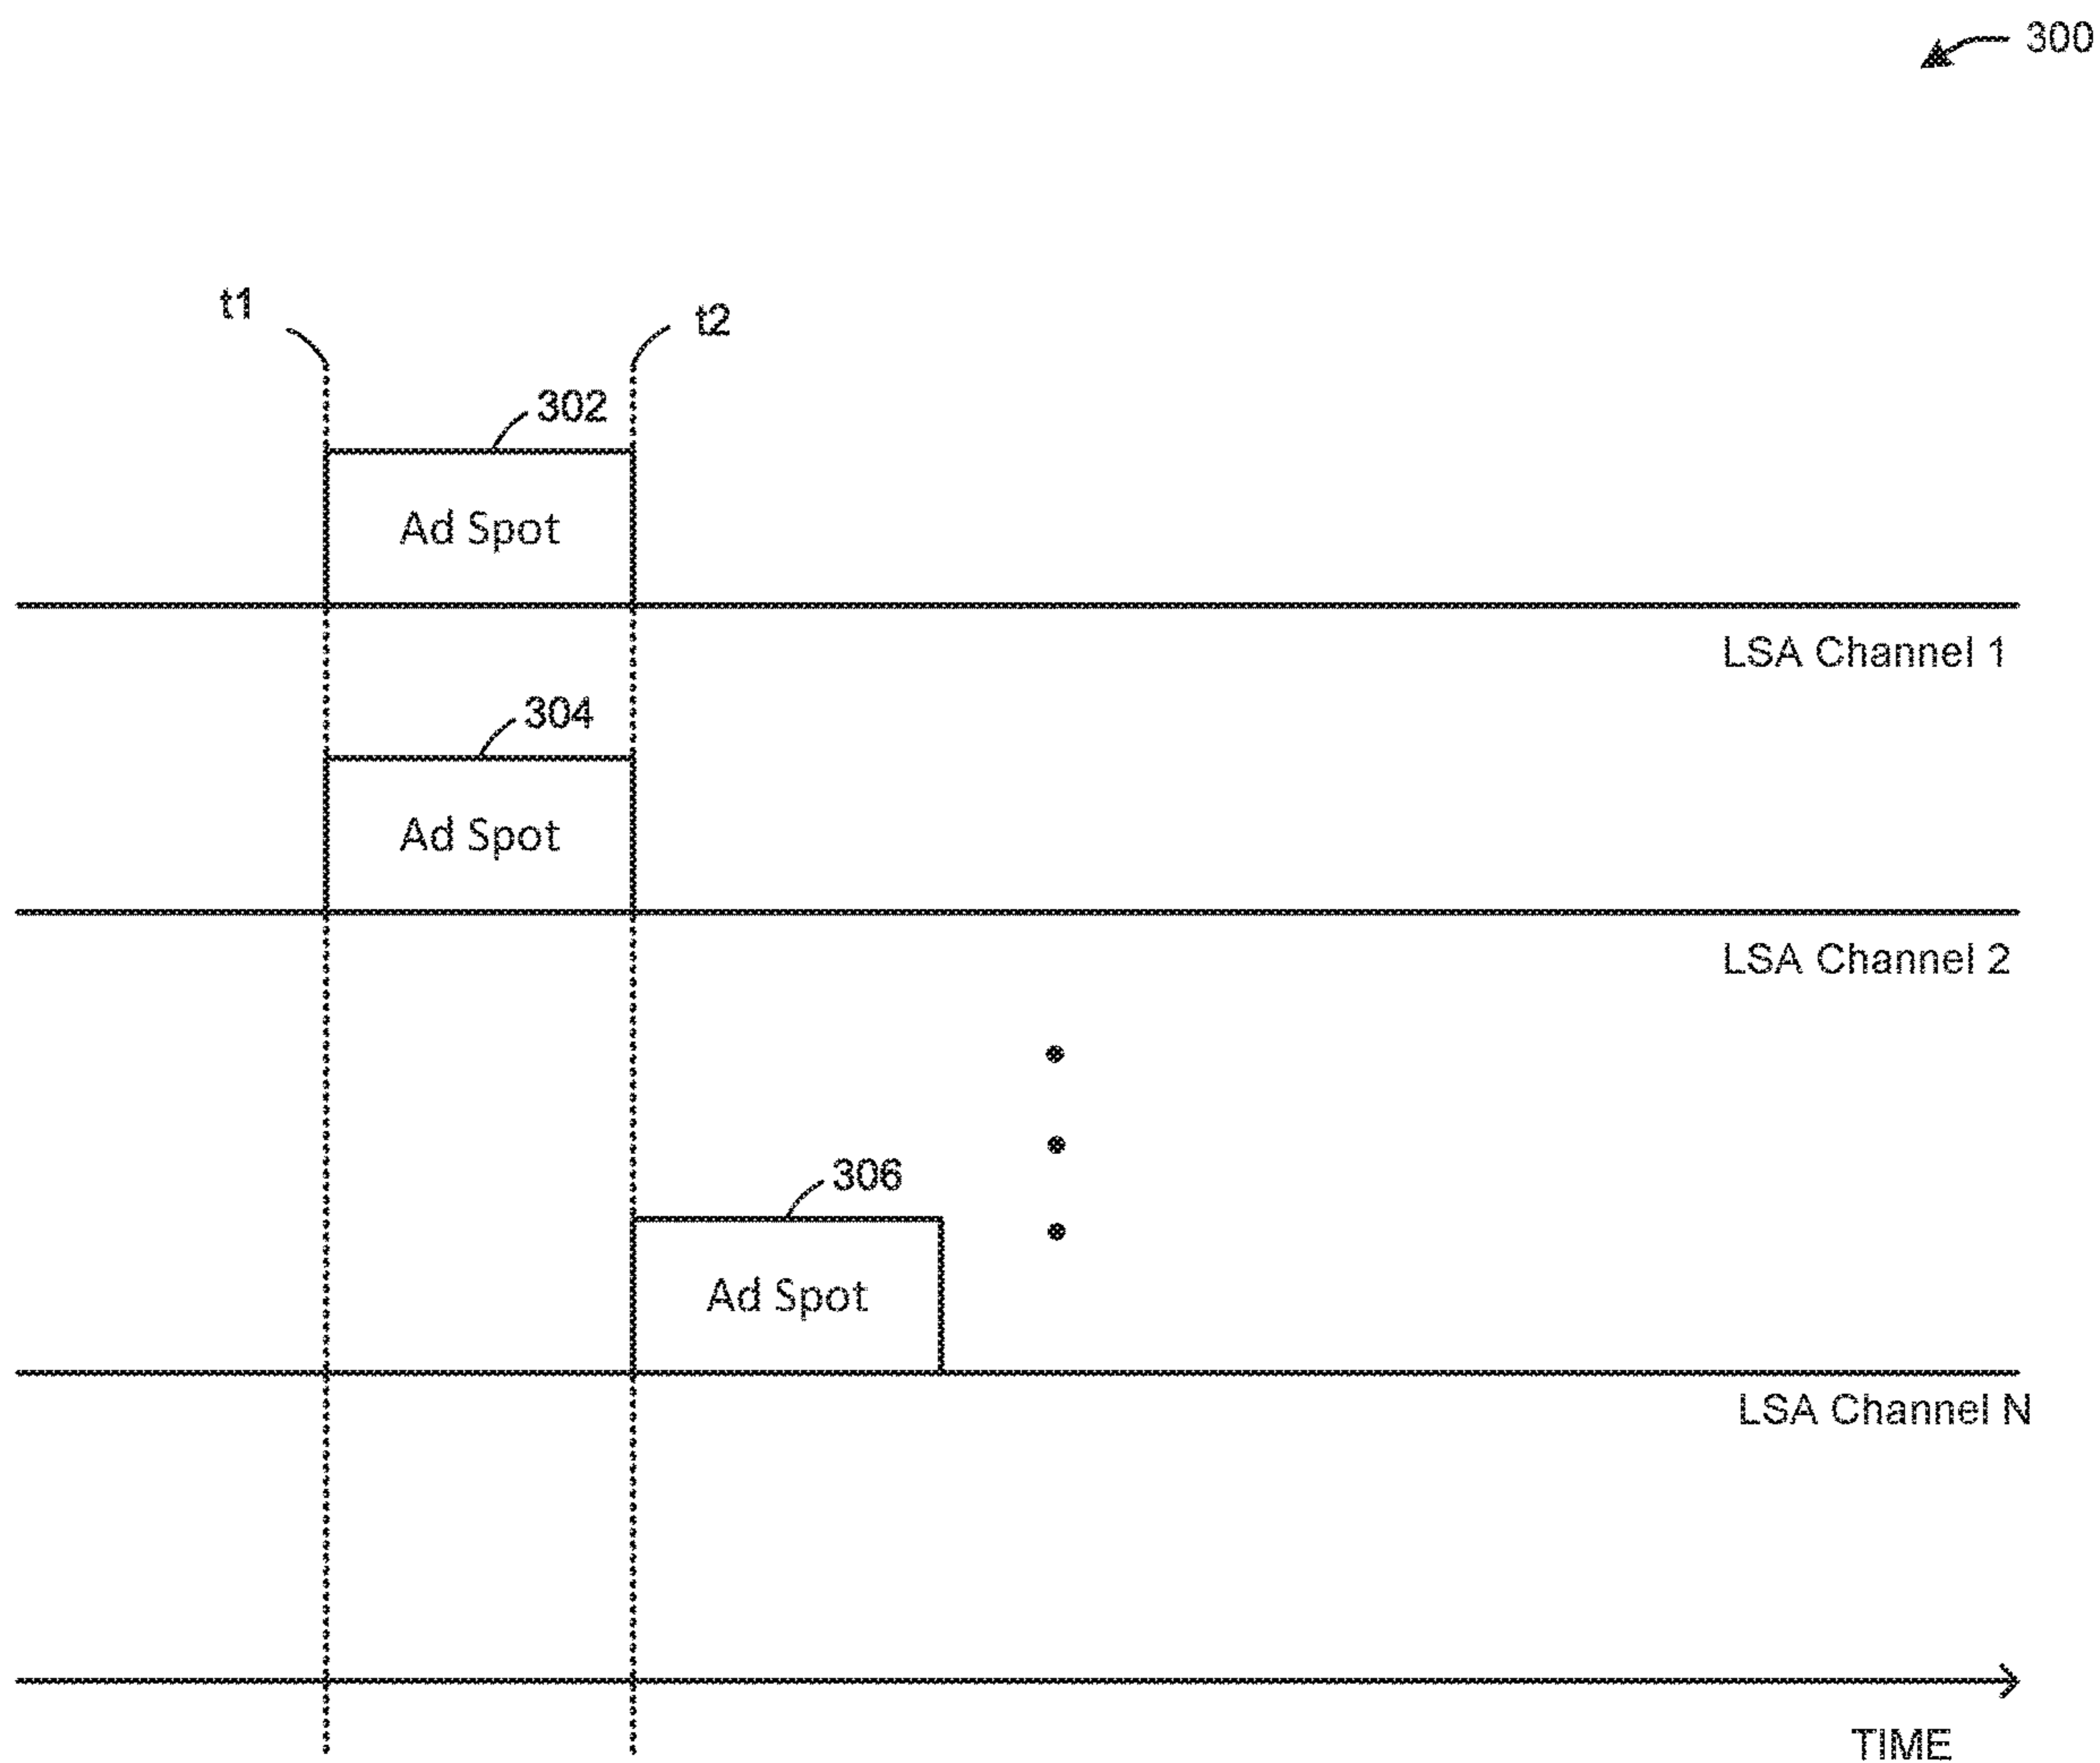 300
t1
t2
302
Ad Spot
LSA Channel 1
304
Ad Spot
LSA Channel 2
306
Ad Spot
LSA Channel N
TIME